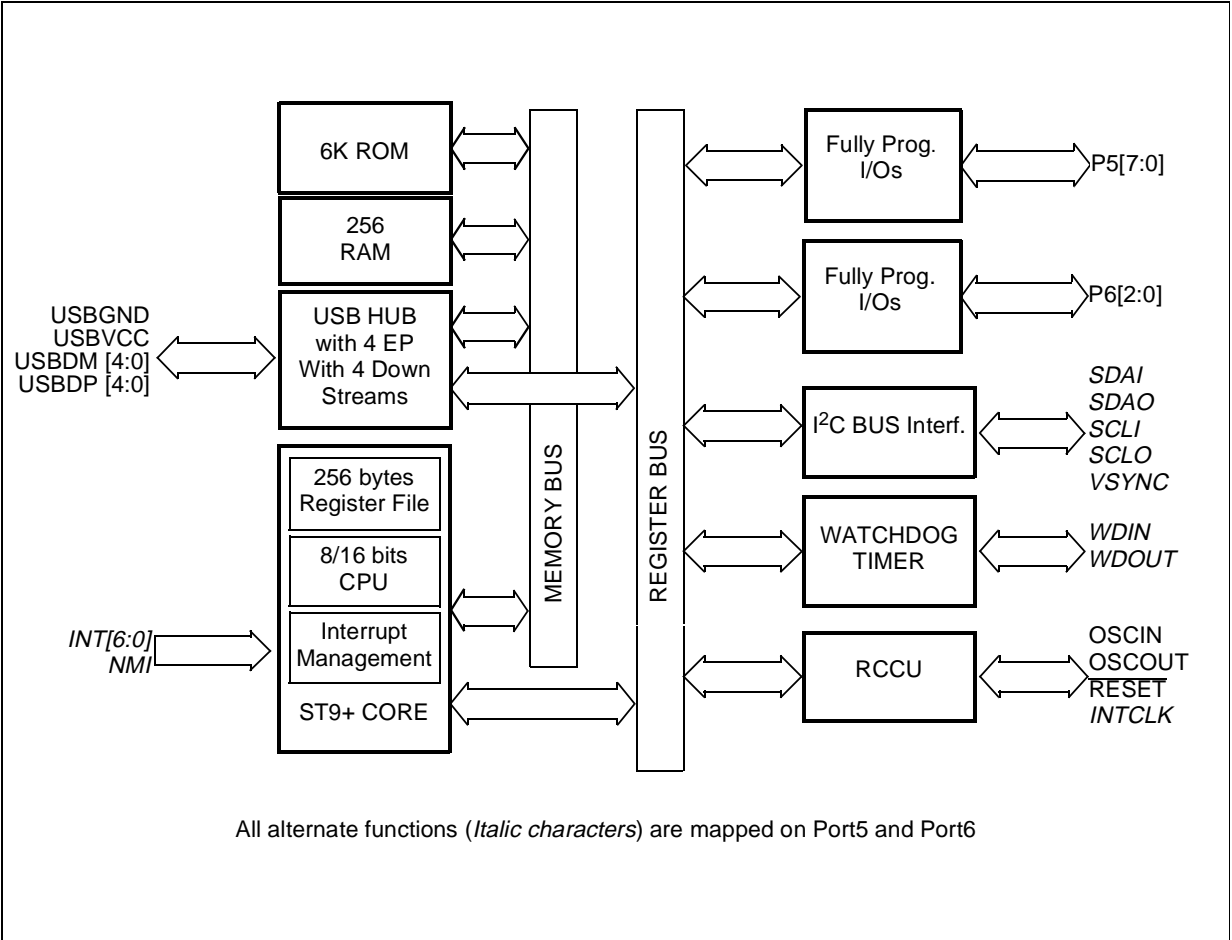 6K ROM
256
RAM
USB HUB
with 4 EP
With 4 Down
Streams
USBGND
USBVCC
USBDM [4:0]
USBDP [4:0]
256 bytes
Register File
8/16 bits
CPU
Interrupt
Management
ST9+ CORE
INT[6:0]
NMI
MEMORY BUS
REGISTER BUS
Fully Prog.
I/Os
P5[7:0]
Fully Prog.
I/Os
P6[2:0]
I²C BUS Interf.
SDAI
SDAO
SCLI
SCLO
VSYNC
WATCHDOG
TIMER
WDIN
WDOUT
RCCU
OSCIN
OSCOUT
RESET
INTCLK
All alternate functions (Italic characters) are mapped on Port5 and Port6